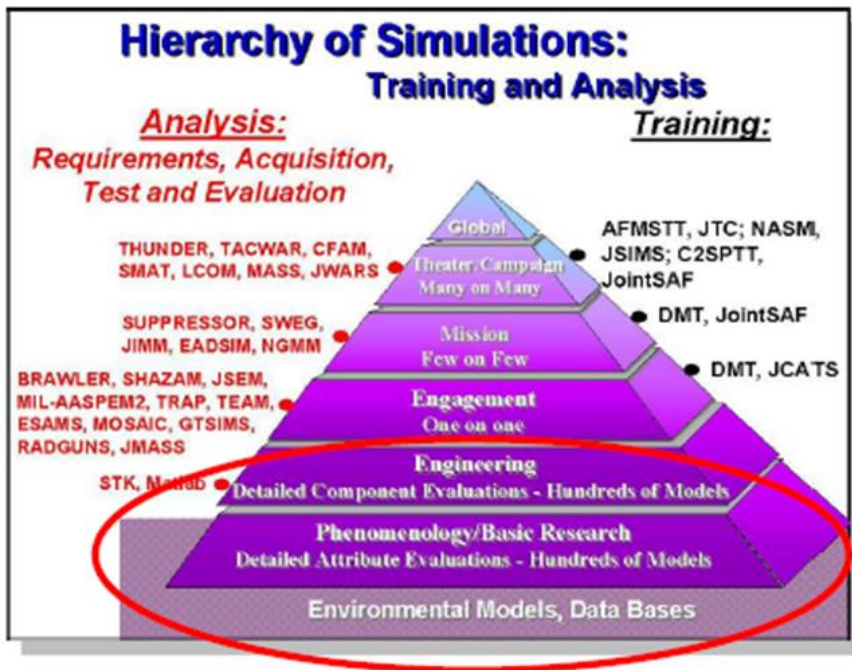 Hierarchy of Simulations:
Training and Analysis
Analysis:
Requirements, Acquisition,
Test and Evaluation
Training:
Global
THUNDER, TACWAR, CFAM,
SMAT, LCOM, MASS, JWARS
Theater/Campaign
Many on Many
AFMSTT, JTC; NASM,
JSIMS; C2SPTT,
JointSAF
SUPPRESSOR, SWEG,
JIMM, EADSIM, NGMM
Mission
Few on Few
DMT, JointSAF
BRAWLER, SHAZAM, JSEM,
MIL-AASPEM2, TRAP, TEAM,
ESAMS, MOSAIC, GTSIMS,
RADGUNS, JMASS
Engagement
One on one
DMT, JCATS
STK, Matlab
Engineering
Detailed Component Evaluations - Hundreds of Models
Phenomenology/Basic Research
Detailed Attribute Evaluations - Hundreds of Models
Environmental Models, Data Bases